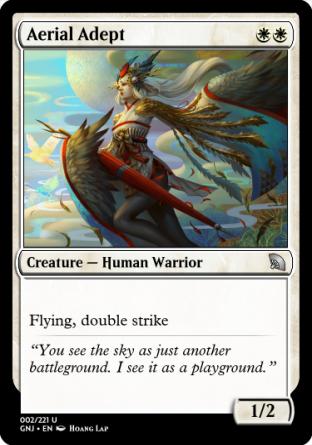 Aerial Adept
Creature — Human Warrior
Flying, double strike
“You see the sky as just another
battleground. I see it as a playground.”
1/2
002/221 U
GNJ • EN Hoang Lap